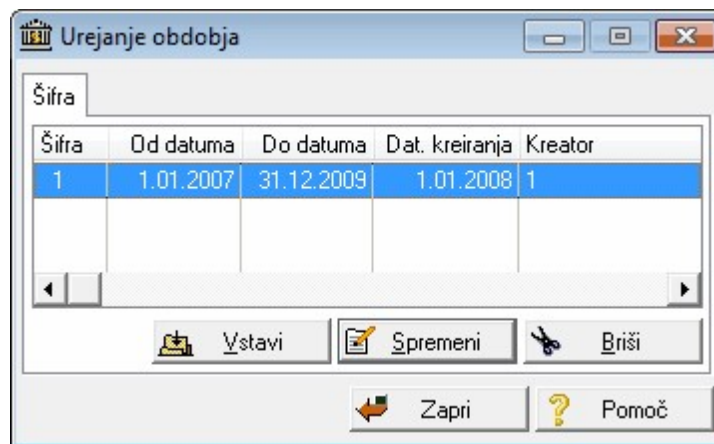 Urejanje obdobja
Šifra
Šifra Od datuma Do datuma Dat. kreiranja Kreator
1 1.01.2007 31.12.2009 1.01.2008 1
Vstavi Spremeni Briši
Zapri Pomoč